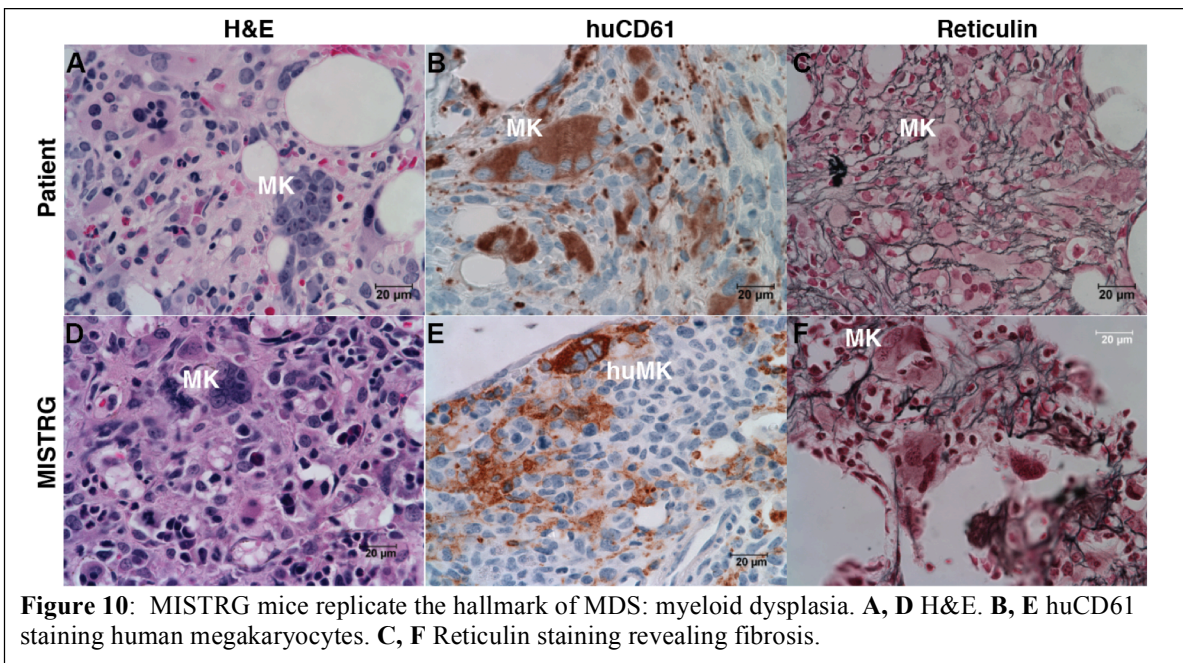 H&E huCD61 Reticulin
Patient
A B C
MK MK MK
20 µm 20 µm 20 µm
MISTRG
D E F
MK huMK MK
20 µm 20 µm 20 µm
Figure 10: MISTRG mice replicate the hallmark of MDS: myeloid dysplasia. A, D H&E. B, E huCD61
staining human megakaryocytes. C, F Reticulin staining revealing fibrosis.